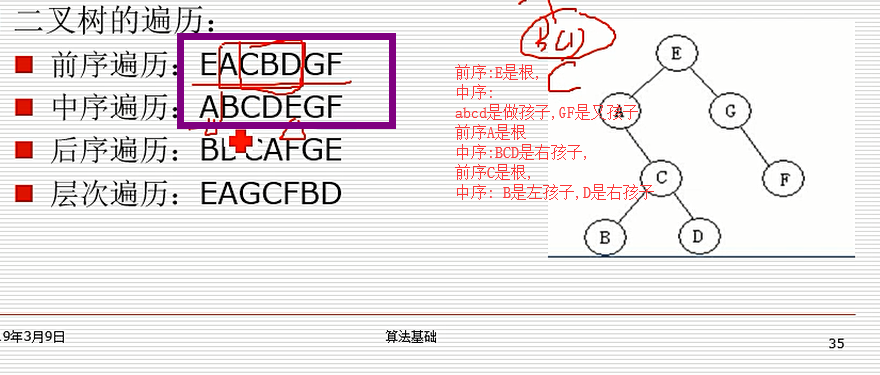 二叉树的遍历：
前序遍历：EACBDGF
中序遍历：ABCDEGF
后序遍历：BDCAFGE
层次遍历：EAGCFBD
前序:E是根,
中序:
abcd是做孩子,GF是又孩子
前序A是根
中序:BCD是右孩子,
前序C是根,
中序: B是左孩子,D是右孩子
E
A
G
C
F
B
D
9年3月9日
算法基础
35